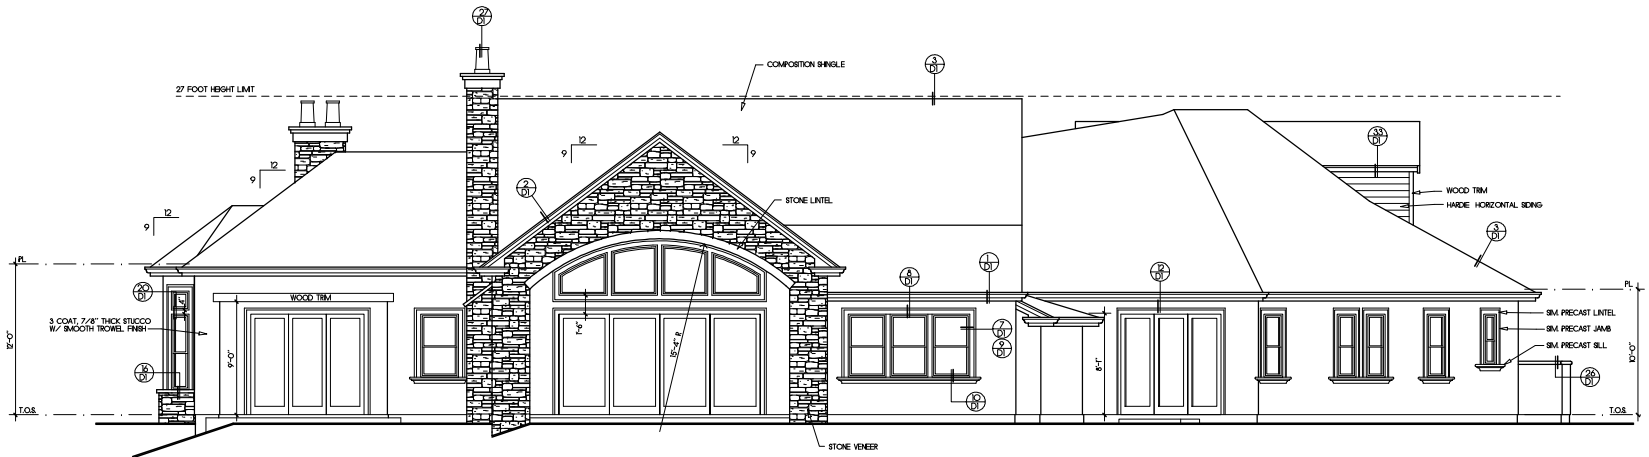 27
D1
COMPOSITION SHINGLE
3
D1
27 FOOT HEIGHT LIMIT
12
9
12
9
12
9
33
D1
2
D1
WOOD TRIM
HARDIE HORIZONTAL SIDING
STONE LINTEL
12
9
3
D1
PL.
1
D1
8
D1
12
D1
PL.
20
D1
WOOD TRIM
3 COAT, 7/8" THICK STUCCO
W/ SMOOTH TROWEL FINISH
SIM. PRECAST LINTEL
SIM. PRECAST JAMB
SIM. PRECAST SILL
7
D1
9
D1
1'-6"
15'-4" R
12'-0"
9'-0"
8'-1"
10'-0"
16
D1
10
D1
26
D1
T.O.S.
T.O.S.
STONE VENEER